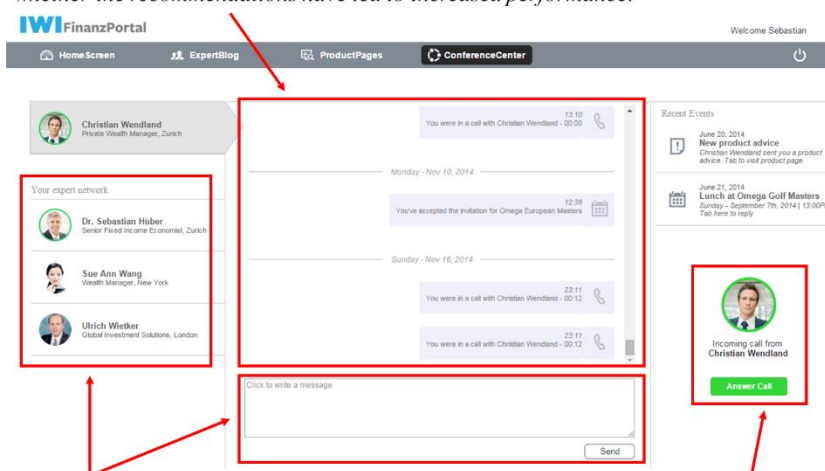 whether the recommendations have led to increased performance.
IWI FinanzPortal
Welcome Sebastian
HomeScreen
ExpertBlog
ProductPages
ConferenceCenter
Christian Wendland
Private Wealth Manager, Zurich
Your expert network
Dr. Sebastian Hüber
Senior Fixed Income Economist, Zurich
Sue Ann Wang
Wealth Manager, New York
Ulrich Wietker
Global Investment Solutions, London
13:10
You were in a call with Christian Wendland - 00:00
Monday - Nov 10, 2014
12:38
You've accepted the invitation for Omega European Masters
Sunday - Nov 16, 2014
23:11
You were in a call with Christian Wendland - 00:12
23:11
You were in a call with Christian Wendland - 00:12
Click to write a message
Send
Recent Events
June 20, 2014
New product advice
Christian Wendland sent you a product
advice. Tab to visit product page.
June 21, 2014
Lunch at Omega Golf Masters
Sunday - September 7th, 2014 | 13:00P
Tab here to reply
Incoming call from
Christian Wendland
Answer Call